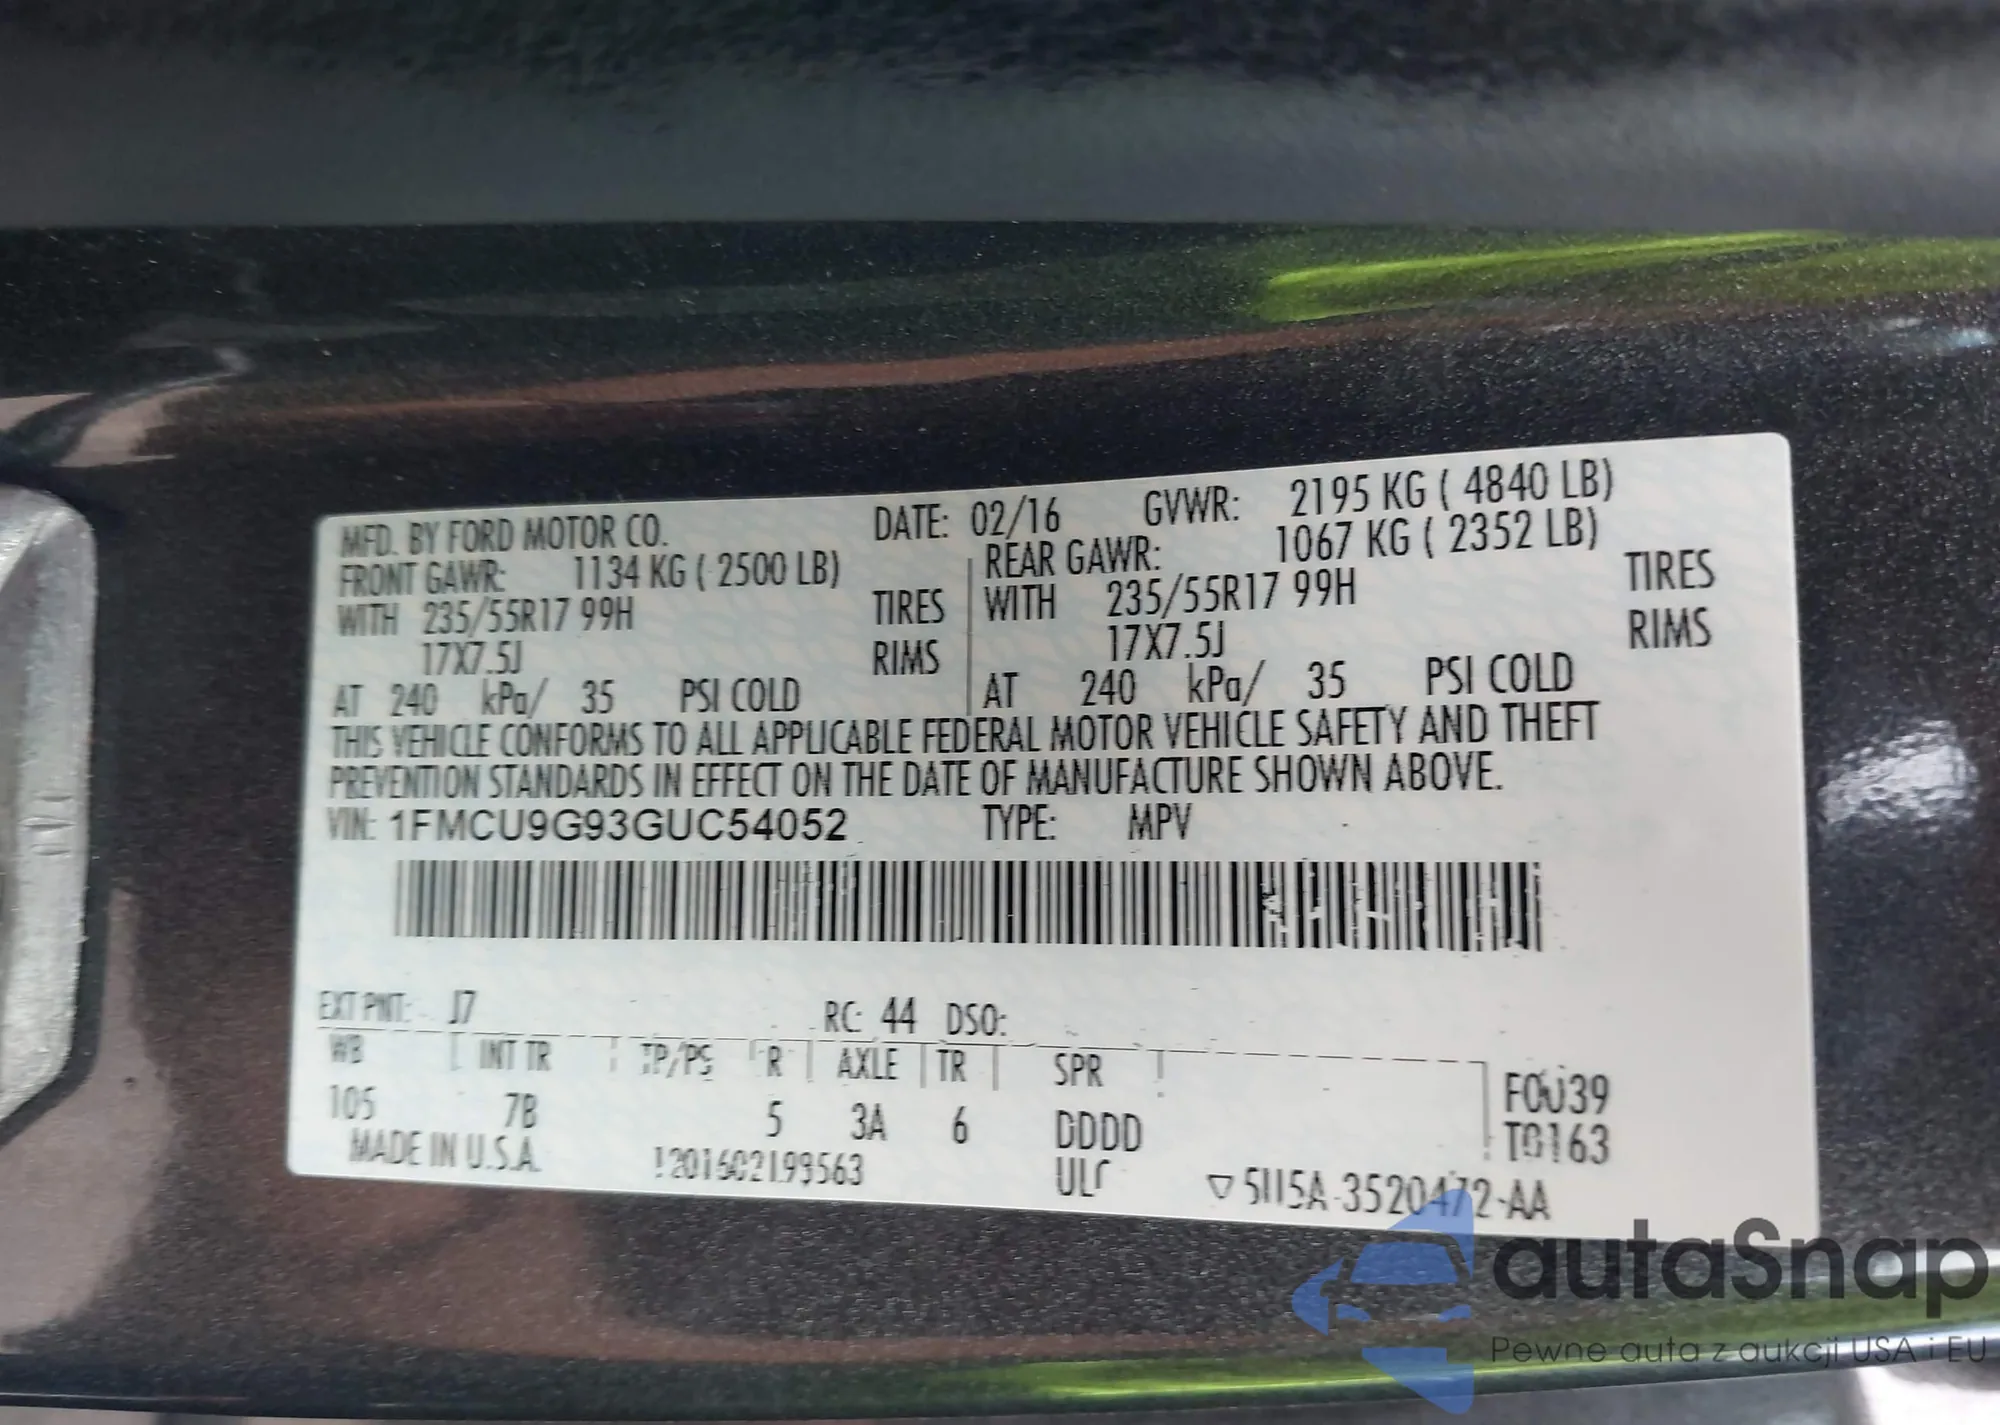 MFD. BY FORD MOTOR CO. DATE: 02/16 GVWR: 2195 KG ( 4840 LB)
FRONT GAWR: 1134 KG ( 2500 LB) REAR GAWR: 1067 KG ( 2352 LB)
WITH 235/55R17 99H TIRES WITH 235/55R17 99H TIRES
17X7.5J RIMS 17X7.5J RIMS
AT 240 kPa/ 35 PSI COLD AT 240 kPa/ 35 PSI COLD
THIS VEHICLE CONFORMS TO ALL APPLICABLE FEDERAL MOTOR VEHICLE SAFETY AND THEFT
PREVENTION STANDARDS IN EFFECT ON THE DATE OF MANUFACTURE SHOWN ABOVE.
VIN: 1FMCU9G93GUC54052 TYPE: MPV
EXT PNT: J7 RC: 44 DSO:
WB INT TR TP/PS R AXLE TR SPR
105 7B 5 3A 6 DDDD
MADE IN U.S.A.
▽ 5U5A-3520472-AA
autaSnap
Pewne auta z aukcji USA i EU